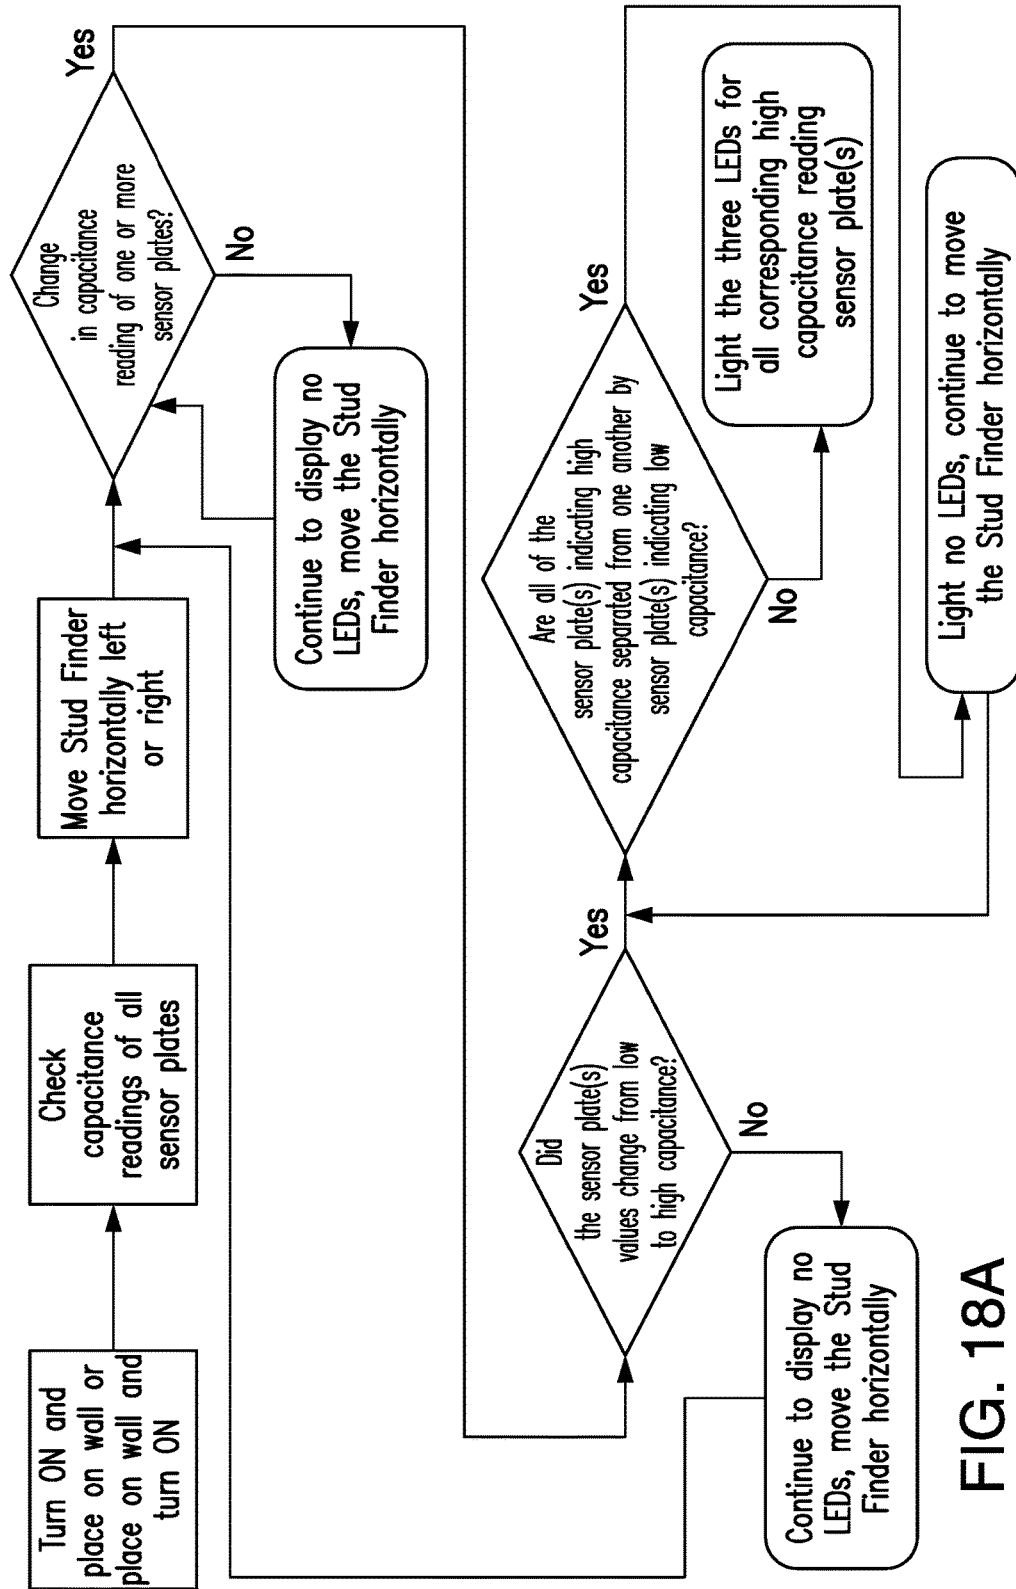 Turn ON and
place on wall or
place on wall and
turn ON
Check
capacitance
readings of all
sensor plates
Move Stud Finder
horizontally left
or right
Change
in capacitance
reading of one or more
sensor plates?
Yes
No
Continue to display no
LEDs, move the Stud
Finder horizontally
Did
the sensor plate(s)
values change from low
to high capacitance?
Yes
No
Continue to display no
LEDs, move the Stud
Finder horizontally
Are all of the
sensor plate(s) indicating high
capacitance separated from one another by
sensor plate(s) indicating low
capacitance?
Yes
No
Light the three LEDs for
all corresponding high
capacitance reading
sensor plate(s)
Light no LEDs, continue to move
the Stud Finder horizontally
FIG. 18A